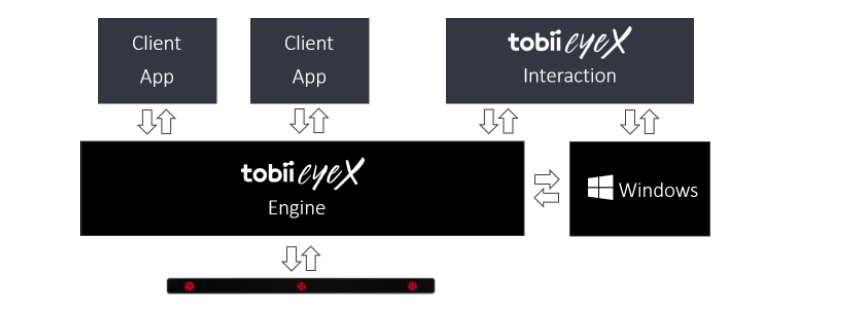 Client
App
Client
App
tobii eyeX
Interaction
tobii eyeX
Engine
Windows